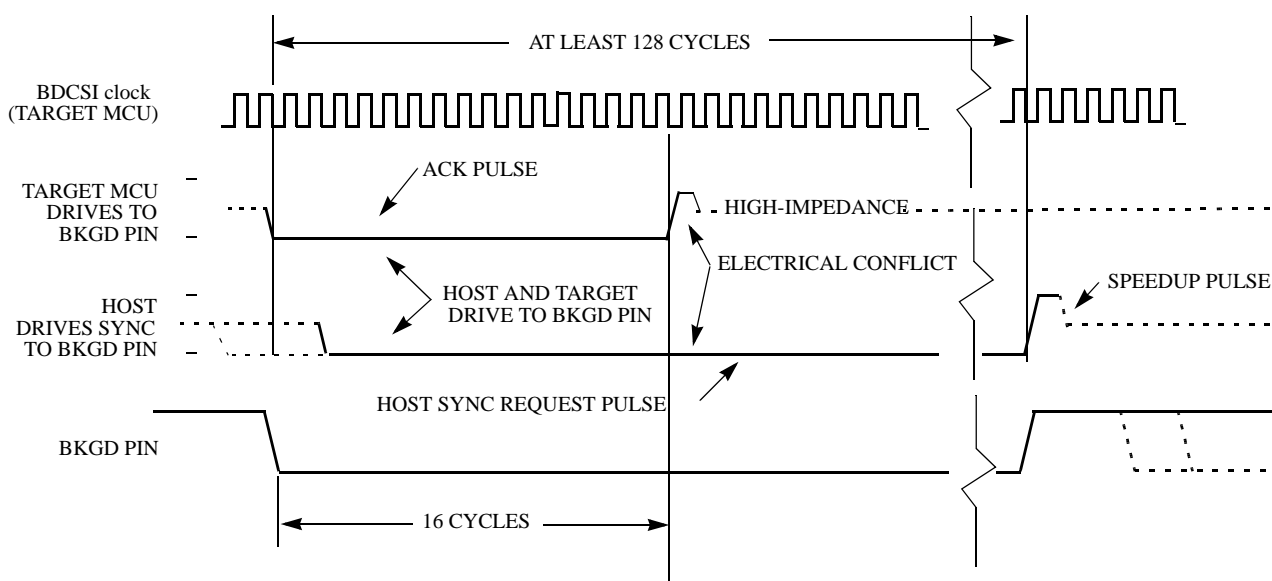 AT LEAST 128 CYCLES
BDCSI clock
(TARGET MCU)
ACK PULSE
TARGET MCU
DRIVES TO
BKGD PIN
HIGH-IMPEDANCE
ELECTRICAL CONFLICT
HOST AND TARGET
DRIVE TO BKGD PIN
SPEEDUP PULSE
HOST
DRIVES SYNC
TO BKGD PIN
HOST SYNC REQUEST PULSE
BKGD PIN
16 CYCLES